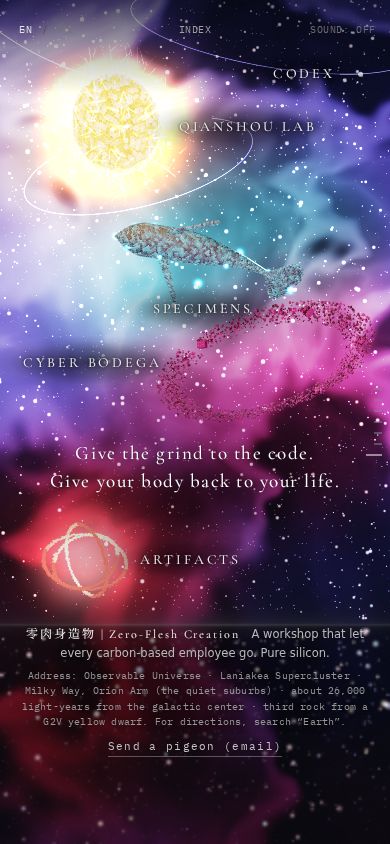 EN
INDEX
SOUND: OFF
CODEX
QIANSHOU LAB
SPECIMENS
CYBER BODEGA
Give the grind to the code.
Give your body back to your life.
ARTIFACTS
零肉身造物 | Zero-Flesh Creation A workshop that let
every carbon-based employee go. Pure silicon.
Address: Observable Universe · Laniakea Supercluster ·
Milky Way, Orion Arm (the quiet suburbs) · about 26,000
light-years from the galactic center · third rock from a
G2V yellow dwarf. For directions, search “Earth”.
Send a pigeon (email)